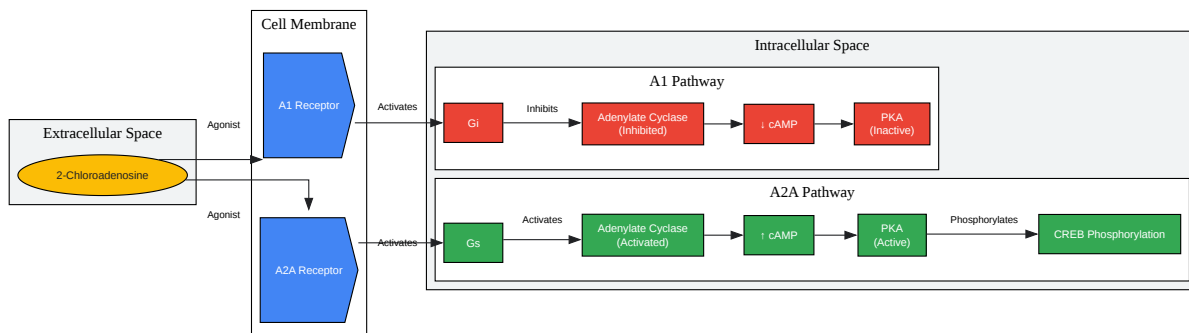 Cell Membrane
Intracellular Space
A1 Pathway
A1 Receptor
Activates
Gi
Inhibits
Adenylate Cyclase
(Inhibited)
↓ cAMP
PKA
(Inactive)
Agonist
Extracellular Space
2-Chloroadenosine
Agonist
A2A Pathway
A2A Receptor
Activates
Gs
Activates
Adenylate Cyclase
(Activated)
↑ cAMP
PKA
(Active)
Phosphorylates
CREB Phosphorylation